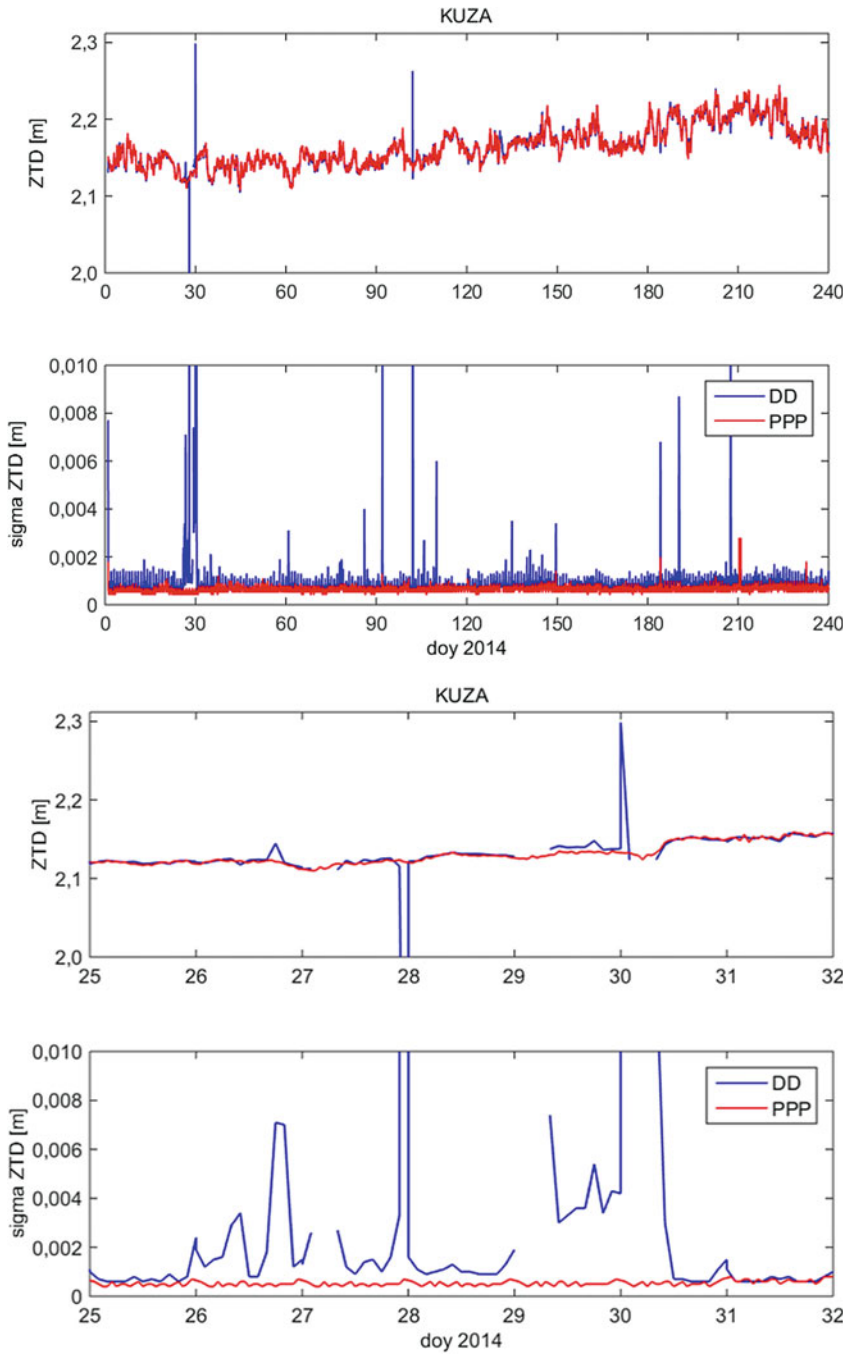 KUZA
2,3
2,2
2,1
2,0
ZTD [m]
0 30 60 90 120 150 180 210 240
0,010
0,008
0,006
0,004
0,002
0
sigma ZTD [m]
DD
PPP
0 30 60 90 120 150 180 210 240
doy 2014
KUZA
2,3
2,2
2,1
2,0
ZTD [m]
25 26 27 28 29 30 31 32
0,010
0,008
0,006
0,004
0,002
0
sigma ZTD [m]
DD
PPP
25 26 27 28 29 30 31 32
doy 2014